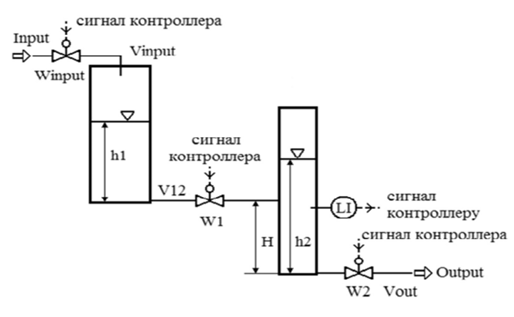 сигнал контроллера
Input
Vinput
Winput
h1
сигнал
контроллера
V12
W1
H
h2
LI
сигнал
контроллеру
сигнал контроллера
Output
W2
Vout